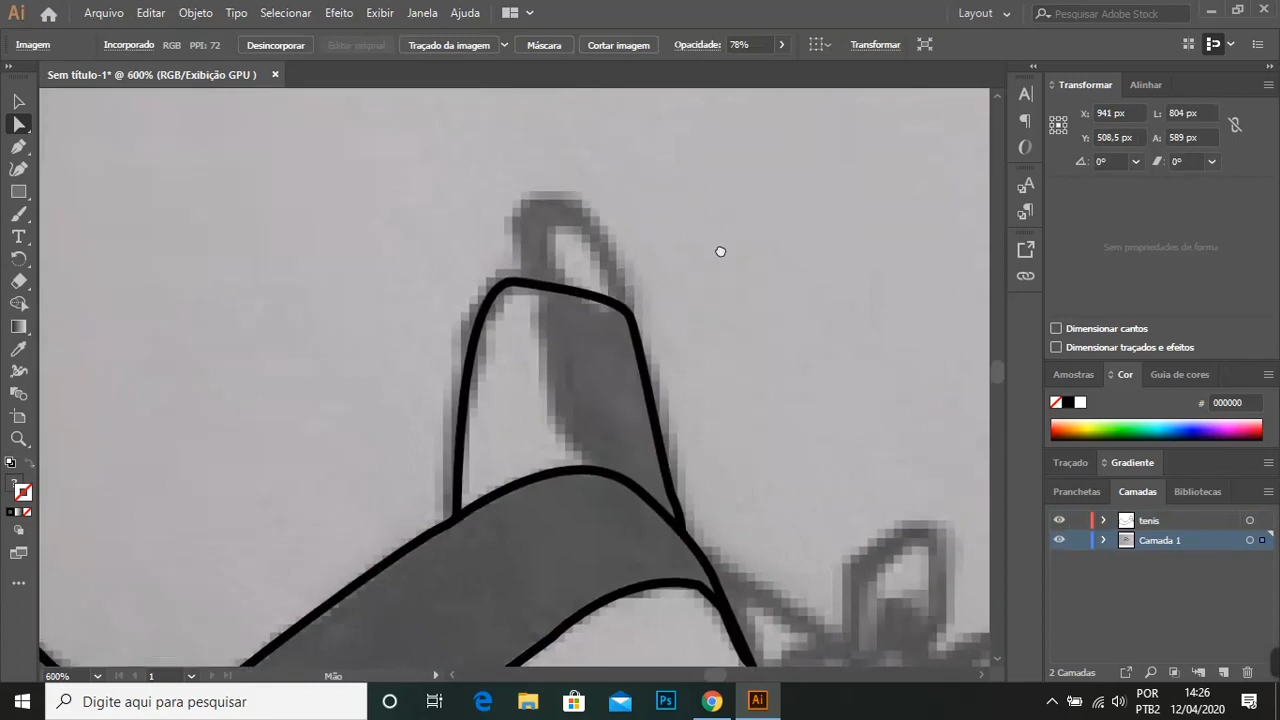 Ai Arquivo Editar Objeto Tipo Selecionar Efeito Exibir Janela Ajuda Layout Pesquisar Adobe Stock
Imagem Incorporado RGB PPI: 72 Desincorporar Editar original Traçado da imagem Máscara Cortar imagem Opacidade: 78% Transformar
Sem título-1* @ 600% (RGB/Exibição GPU ) ×
Transformar Alinhar
X: 941 px L: 804 px
Y: 508,5 px A: 589 px
0° 0°
Sem propriedades de forma
Dimensionar cantos
Dimensionar traçados e efeitos
Amostras Cor Guia de cores
# 000000
Traçado Gradiente
Pranchetas Camadas Bibliotecas
tenis
Camada 1
600% 1 Mão 2 Camadas
Digite aqui para pesquisar Ps Ai POR 14:26
PTB2 12/04/2020